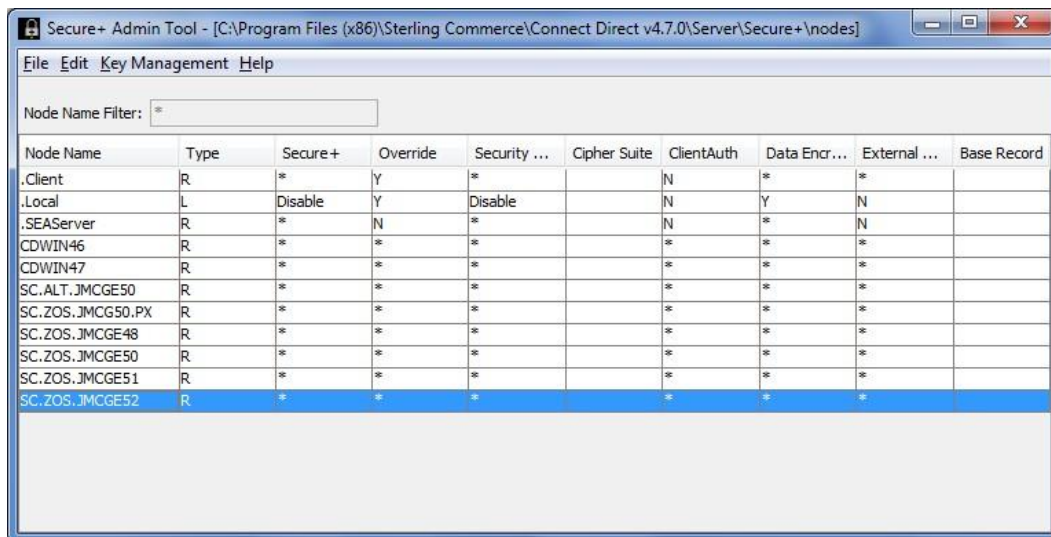 Secure+ Admin Tool - [C:\Program Files (x86)\Sterling Commerce\Connect Direct v4.7.0\Server\Secure+\nodes]
File Edit Key Management Help
Node Name Filter: *
Node Name Type Secure+ Override Security ... Cipher Suite ClientAuth Data Encr... External ... Base Record
.Client R * Y * N * *
.Local L Disable Y Disable N Y N
.SEAServer R * N * N * N
CDWIN46 R * * * * * *
CDWIN47 R * * * * * *
SC.ALT.JMCGE50 R * * * * * *
SC.ZOS.JMCG50.PX R * * * * * *
SC.ZOS.JMCGE48 R * * * * * *
SC.ZOS.JMCGE50 R * * * * * *
SC.ZOS.JMCGE51 R * * * * * *
SC.ZOS.JMCGE52 R * * * * * *